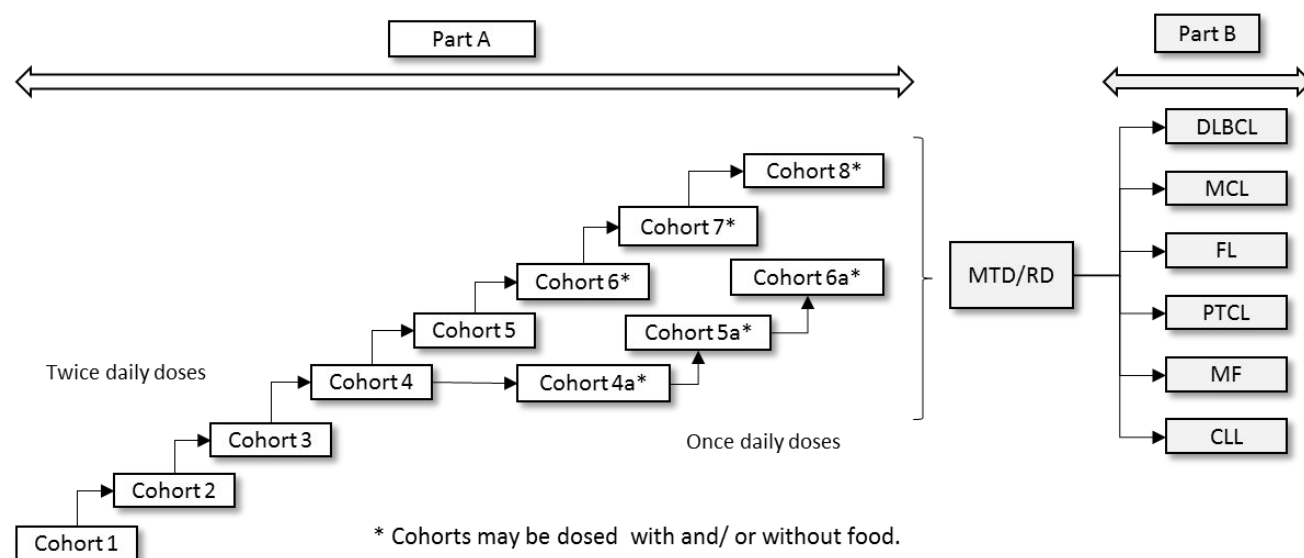 Part A
Part B
DLBCL
MCL
FL
PTCL
MF
CLL
MTD/RD
Cohort 8*
Cohort 7*
Cohort 6*
Cohort 6a*
Cohort 5
Cohort 5a*
Twice daily doses
Cohort 4
Cohort 4a*
Cohort 3
Once daily doses
Cohort 2
Cohort 1
* Cohorts may be dosed with and/ or without food.